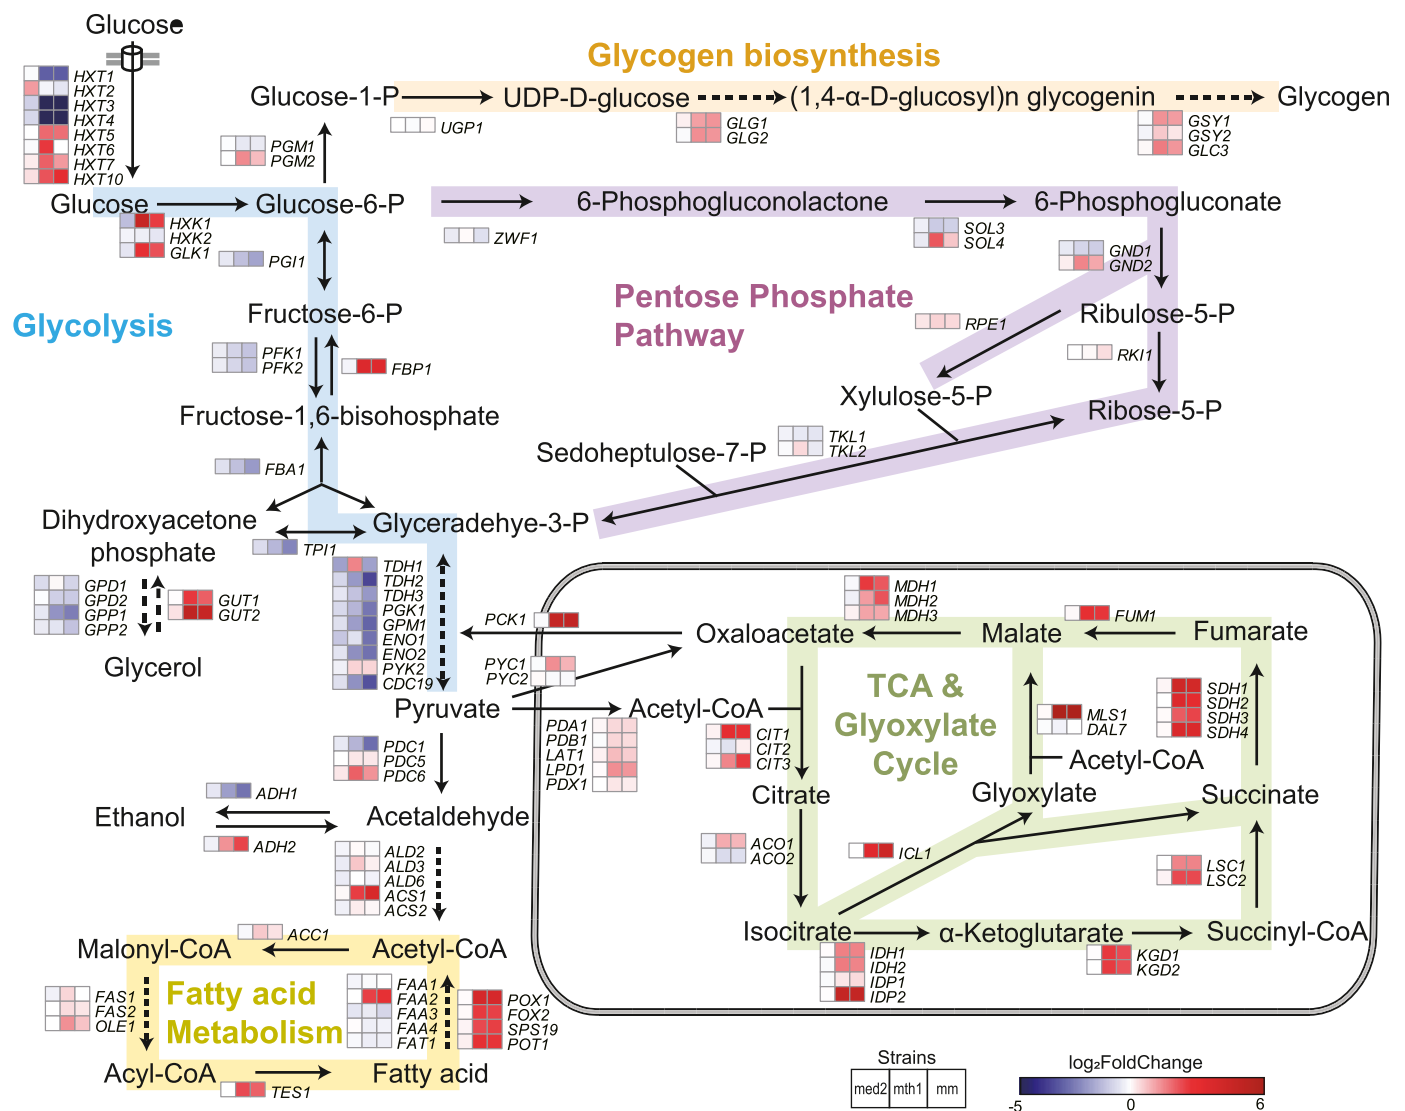 Glucose
HXT1
HXT2
HXT3
HXT4
HXT5
HXT6
HXT7
HXT10
Glycogen biosynthesis
Glucose-1-P
UDP-D-glucose
(1,4-α-D-glucosyl)n glycogenin
Glycogen
UGP1
GLG1
GLG2
GSY1
GSY2
GLC3
PGM1
PGM2
Glucose
Glucose-6-P
6-Phosphogluconolactone
6-Phosphogluconate
HXK1
HXK2
GLK1
ZWF1
SOL3
SOL4
GND1
GND2
PGI1
Glycolysis
Fructose-6-P
Pentose Phosphate
Pathway
Ribulose-5-P
RPE1
RKI1
PFK1
PFK2
FBP1
Xylulose-5-P
Ribose-5-P
Fructose-1,6-bisohosphate
TKL1
TKL2
Sedoheptulose-7-P
FBA1
Dihydroxyacetone
phosphate
Glyceradehye-3-P
TPI1
GPD1
GPD2
GPP1
GPP2
GUT1
GUT2
Glycerol
TDH1
TDH2
TDH3
PGK1
GPM1
ENO1
ENO2
PYK2
CDC19
PCK1
PYC1
PYC2
MDH1
MDH2
MDH3
FUM1
Oxaloacetate
Malate
Fumarate
TCA &
Glyoxylate
Cycle
SDH1
SDH2
SDH3
SDH4
MLS1
DAL7
Pyruvate
Acetyl-CoA
PDA1
PDB1
LAT1
LPD1
PDX1
CIT1
CIT2
CIT3
Acetyl-CoA
PDC1
PDC5
PDC6
Citrate
Glyoxylate
Succinate
ADH1
Ethanol
Acetaldehyde
ADH2
ACO1
ACO2
ICL1
LSC1
LSC2
ALD2
ALD3
ALD6
ACS1
ACS2
Isocitrate
α-Ketoglutarate
Succinyl-CoA
IDH1
IDH2
IDP1
IDP2
KGD1
KGD2
ACC1
Malonyl-CoA
Acetyl-CoA
FAS1
FAS2
OLE1
Fatty acid
Metabolism
FAA1
FAA2
FAA3
FAA4
FAT1
POX1
FOX2
SPS19
POT1
Acyl-CoA
Fatty acid
TES1
Strains
med2 mth1 mm
log₂FoldChange
-5 0 6